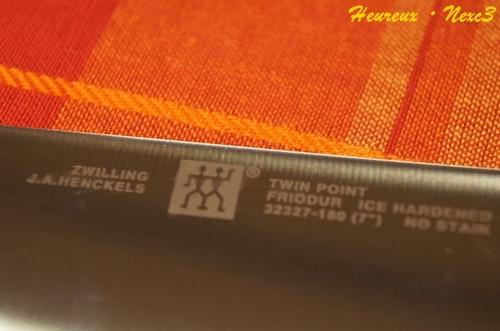 Heureux · Nexc3
ZWILLING
J.A.HENCKELS
®
TWIN POINT
FRIODUR ICE HARDENED
32327-180 (7") NO STAIN